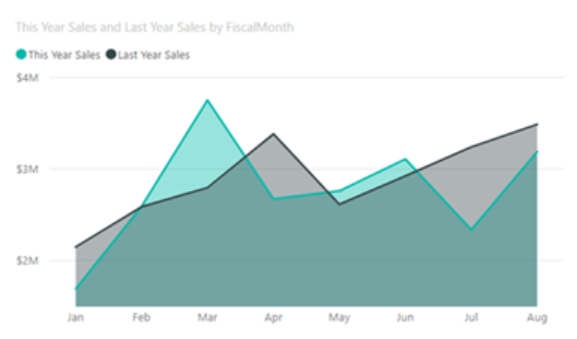 This Year Sales and Last Year Sales by FiscalMonth
This Year Sales Last Year Sales
$4M
$3M
$2M
Jan Feb Mar Apr May Jun Jul Aug